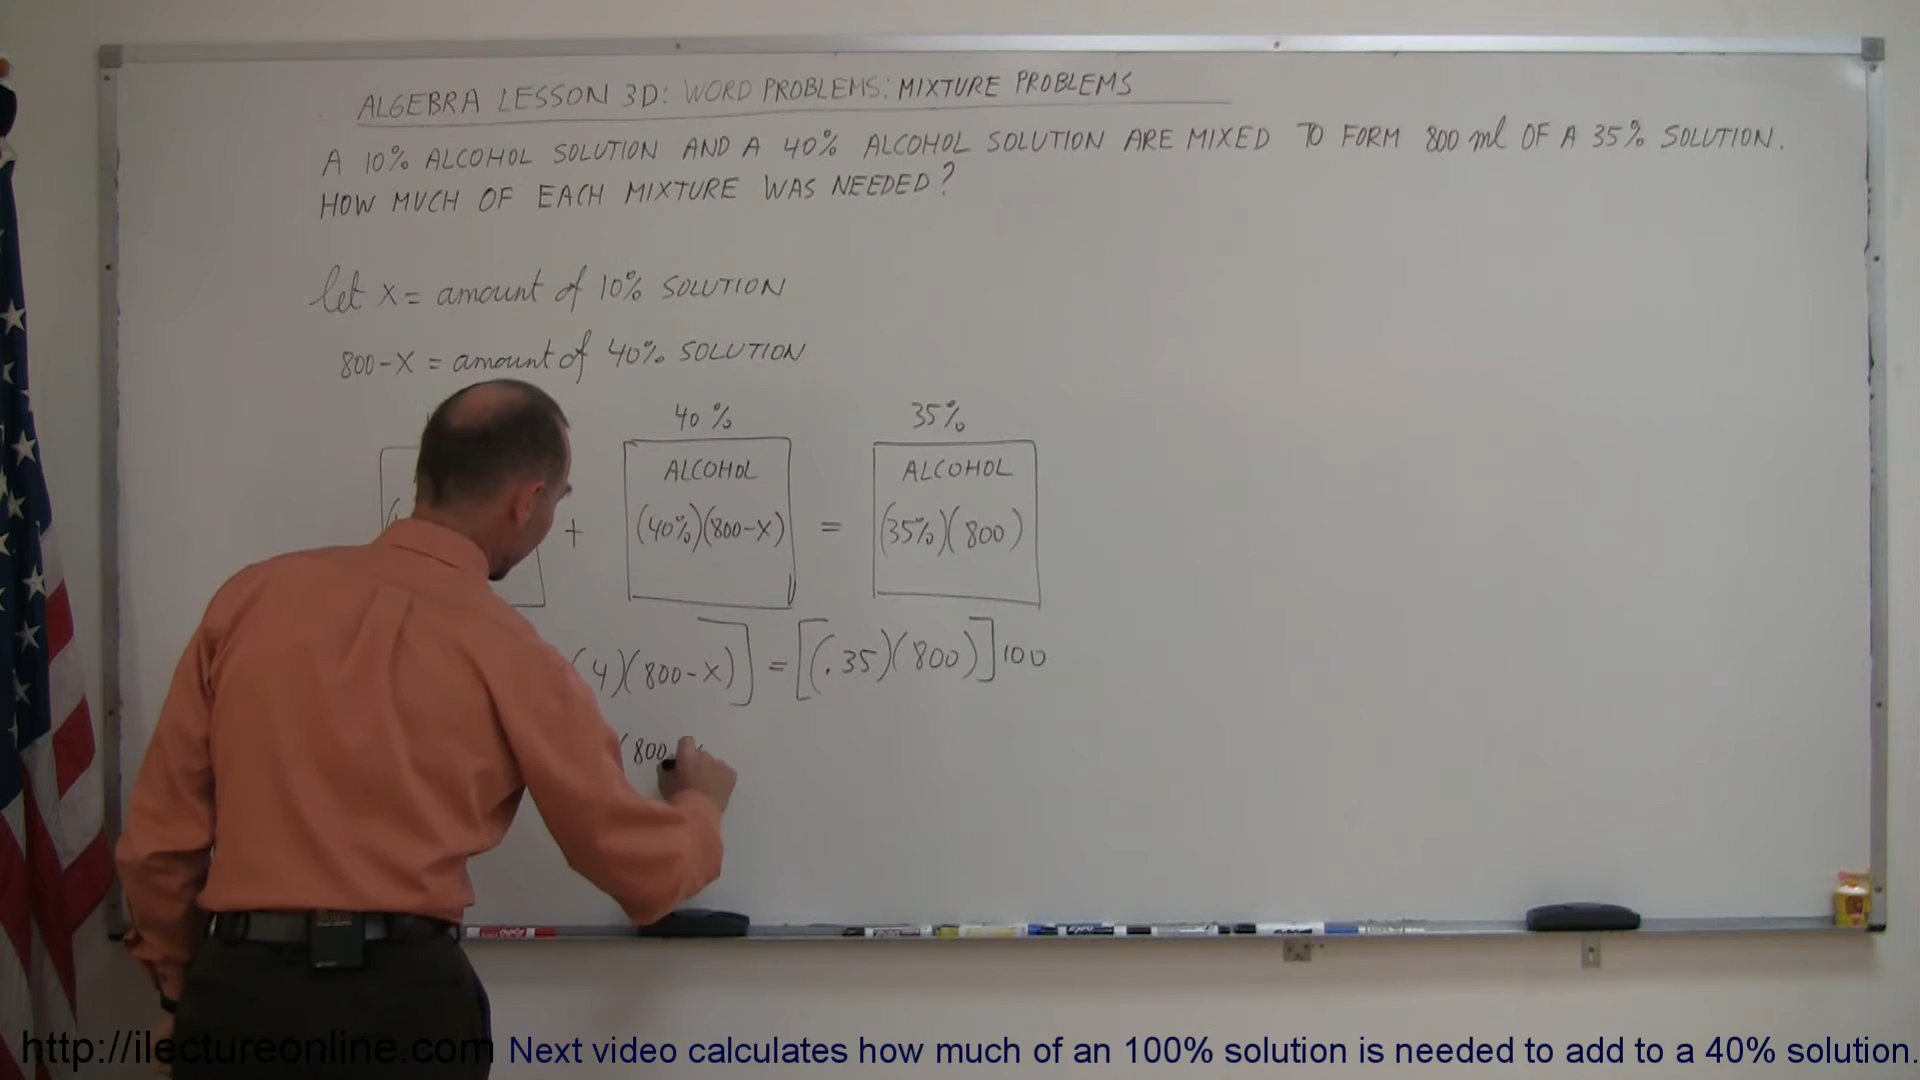 ALGEBRA LESSON 3D: WORD PROBLEMS: MIXTURE PROBLEMS
A 10% ALCOHOL SOLUTION AND A 40% ALCOHOL SOLUTION ARE MIXED TO FORM 800 ml OF A 35% SOLUTION.
HOW MUCH OF EACH MIXTURE WAS NEEDED?
let X = amount of 10% SOLUTION
800-X = amount of 40% SOLUTION
40% 35%
ALCOHOL ALCOHOL
+ (40%)(800-X) = (35%)(800)
4)(800-X)] = [(.35)(800)]100
(800
http://ilectureonline.com Next video calculates how much of an 100% solution is needed to add to a 40% solution.